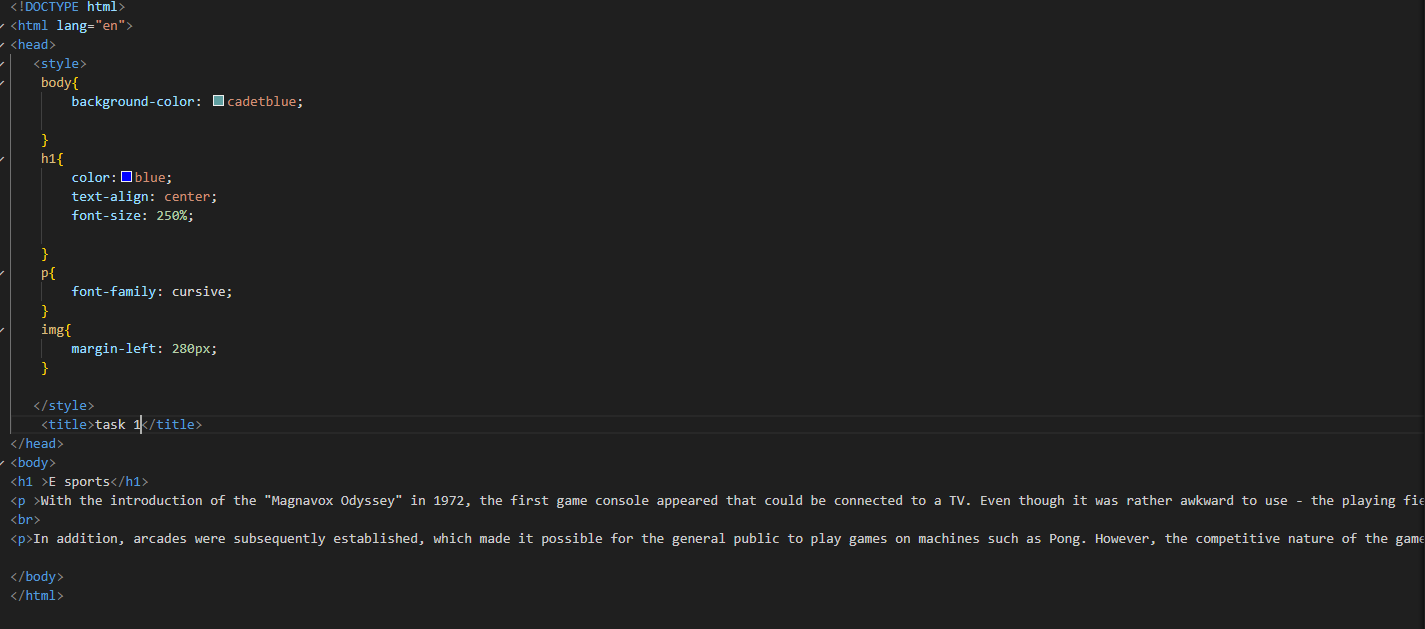 <!DOCTYPE html>
<html lang="en">
<head>
<style>
body{
background-color: cadetblue;
}
h1{
color: blue;
text-align: center;
font-size: 250%;
}
p{
font-family: cursive;
}
img{
margin-left: 280px;
}
</style>
<title>task 1</title>
</head>
<body>
<h1 >E sports</h1>
<p >With the introduction of the "Magnavox Odyssey" in 1972, the first game console appeared that could be connected to a TV. Even though it was rather awkward to use - the playing
<br>
<p>In addition, arcades were subsequently established, which made it possible for the general public to play games on machines such as Pong. However, the competitive nature of the
</body>
</html>